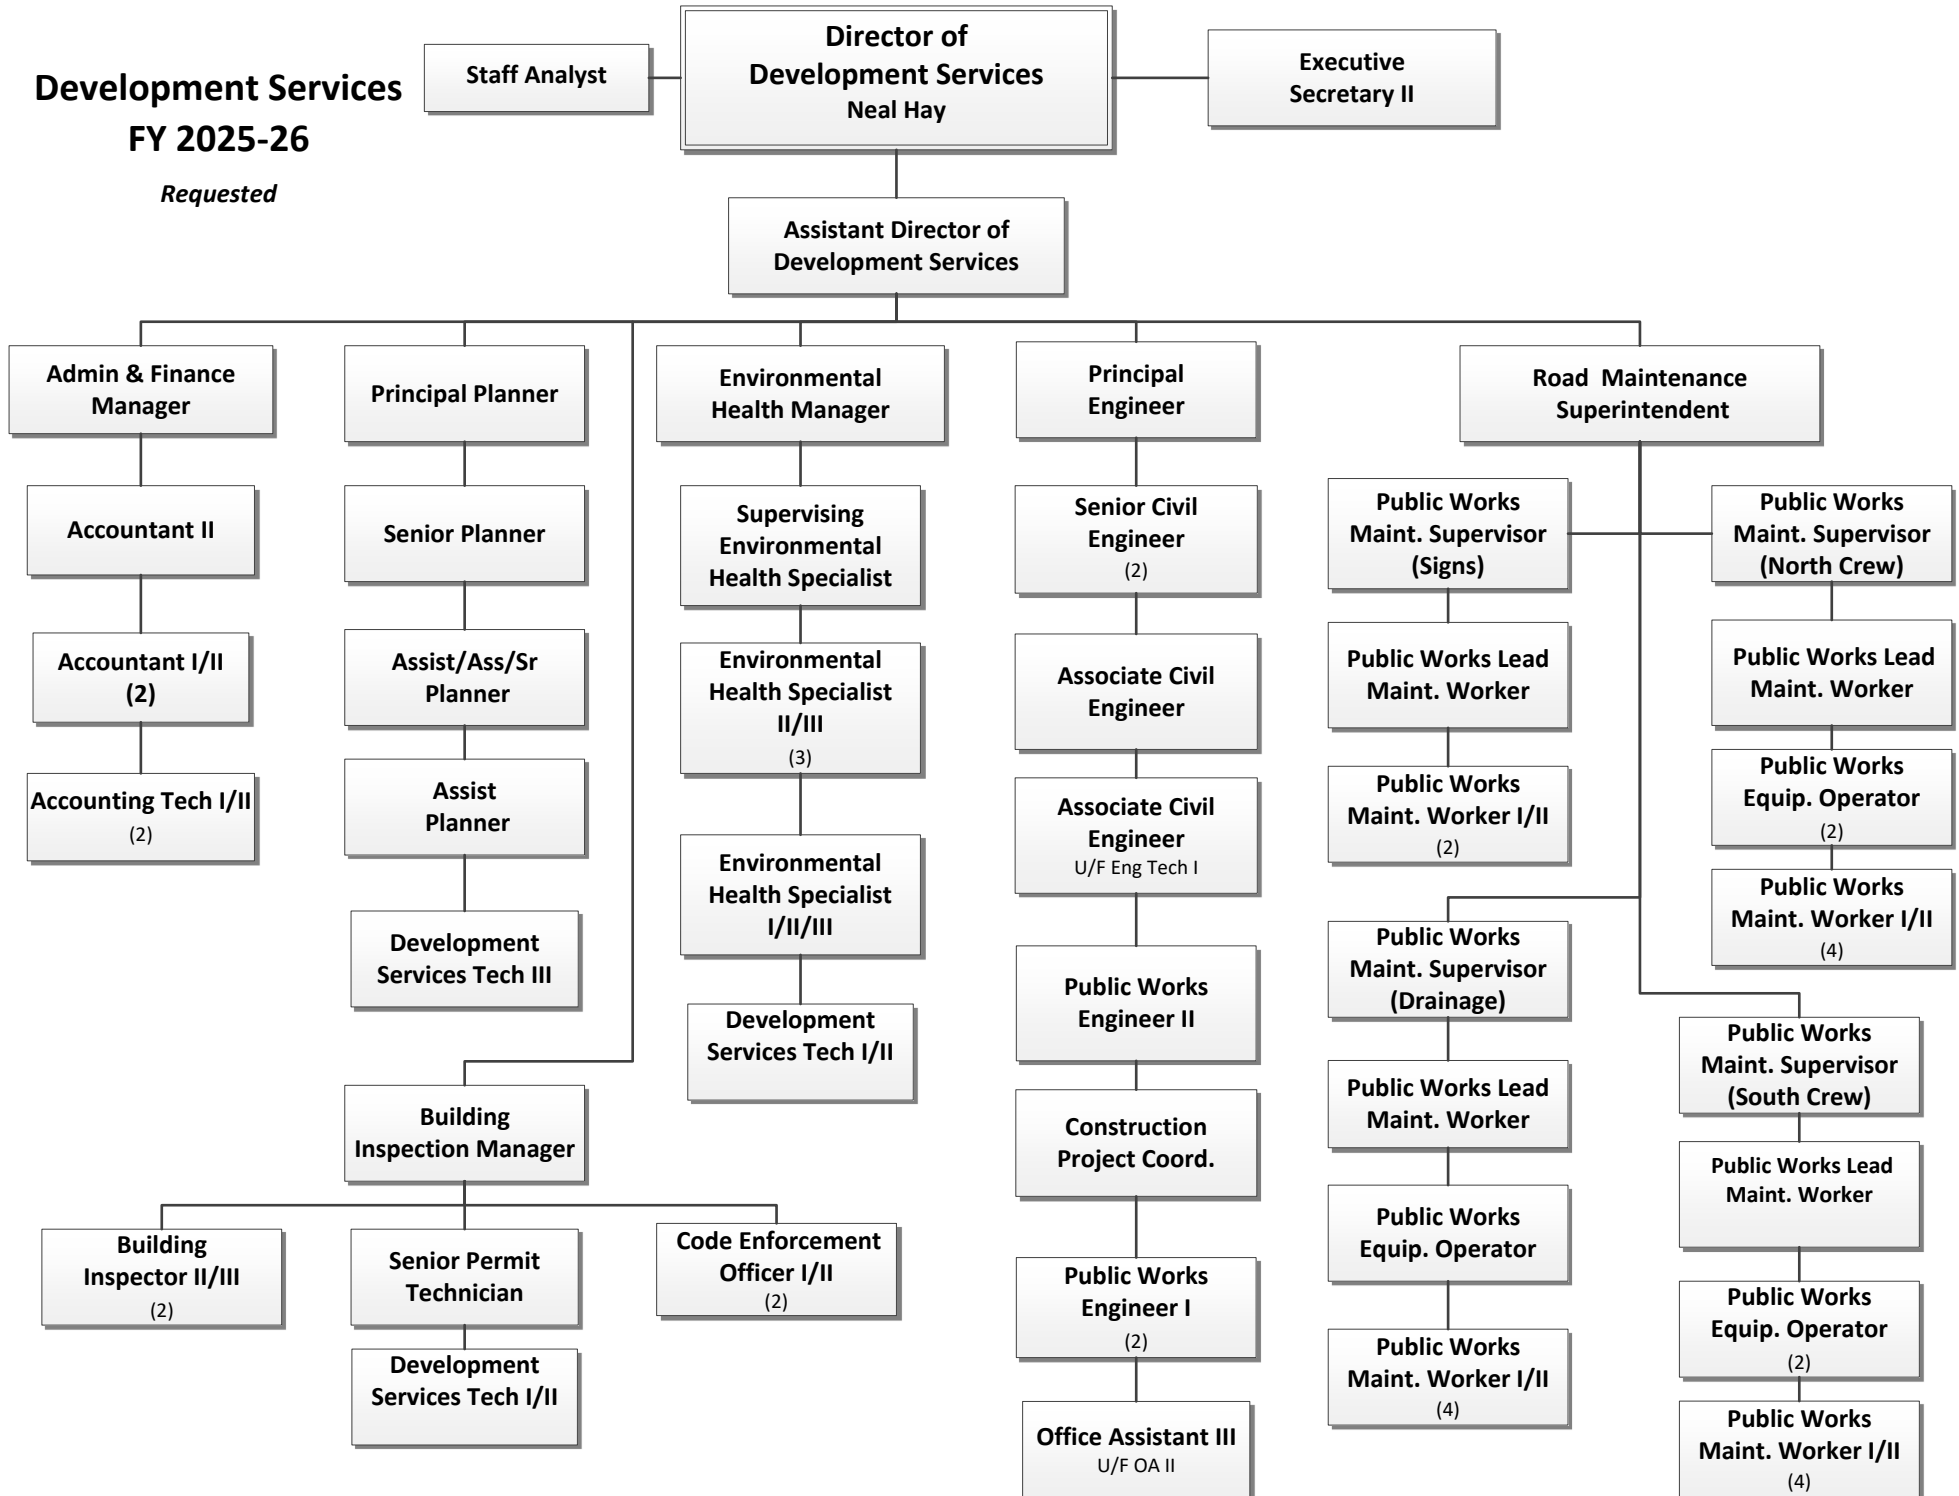 Development Services
FY 2025-26
Requested
Staff Analyst
Director of
Development Services
Neal Hay
Executive
Secretary II
Assistant Director of
Development Services
Admin & Finance
Manager
Accountant II
Accountant I/II
(2)
Accounting Tech I/II
(2)
Principal Planner
Senior Planner
Assist/Ass/Sr
Planner
Assist
Planner
Development
Services Tech III
Building
Inspection Manager
Building
Inspector II/III
(2)
Senior Permit
Technician
Development
Services Tech I/II
Code Enforcement
Officer I/II
(2)
Environmental
Health Manager
Supervising
Environmental
Health Specialist
Environmental
Health Specialist
II/III
(3)
Environmental
Health Specialist
I/II/III
Development
Services Tech I/II
Principal
Engineer
Senior Civil
Engineer
(2)
Associate Civil
Engineer
Associate Civil
Engineer
U/F Eng Tech I
Public Works
Engineer II
Construction
Project Coord.
Public Works
Engineer I
(2)
Office Assistant III
U/F OA II
Road  Maintenance
Superintendent
Public Works
Maint. Supervisor
(Signs)
Public Works Lead
Maint. Worker
Public Works
Maint. Worker I/II
(2)
Public Works
Maint. Supervisor
(North Crew)
Public Works Lead
Maint. Worker
Public Works
Equip. Operator
(2)
Public Works
Maint. Worker I/II
(4)
Public Works
Maint. Supervisor
(Drainage)
Public Works Lead
Maint. Worker
Public Works
Equip. Operator
Public Works
Maint. Worker I/II
(4)
Public Works
Maint. Supervisor
(South Crew)
Public Works Lead
Maint. Worker
Public Works
Equip. Operator
(2)
Public Works
Maint. Worker I/II
(4)